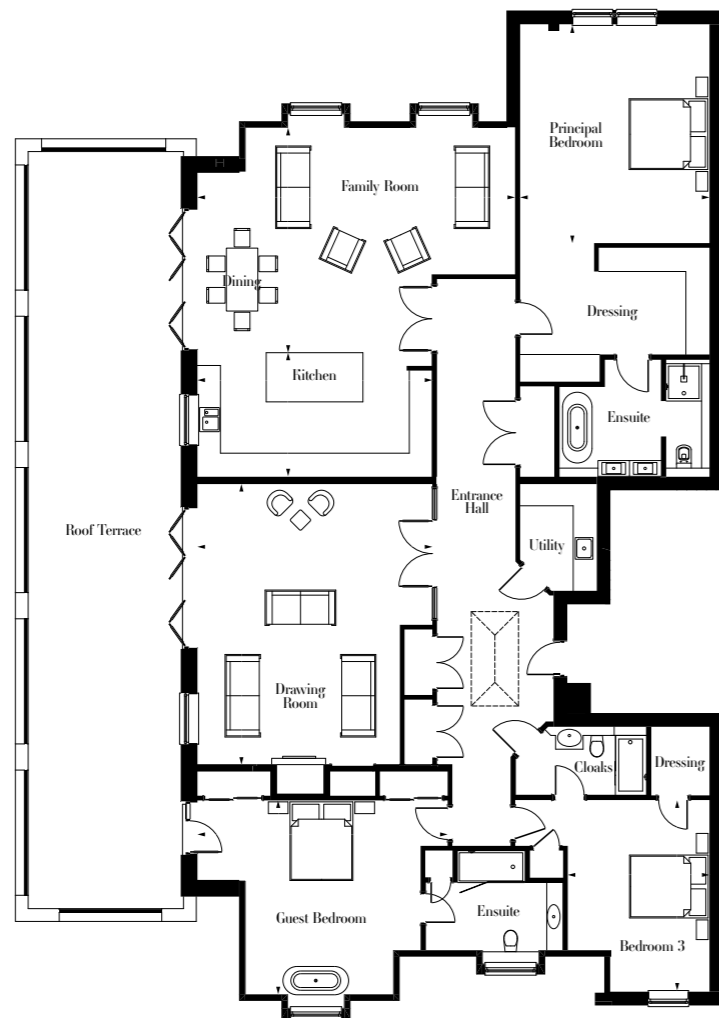 Principal
Bedroom
Family Room
Dining
Dressing
Kitchen
Ensuite
Entrance
Hall
Roof Terrace
Utility
Drawing
Room
Cloaks
Dressing
Guest Bedroom
Ensuite
Bedroom 3